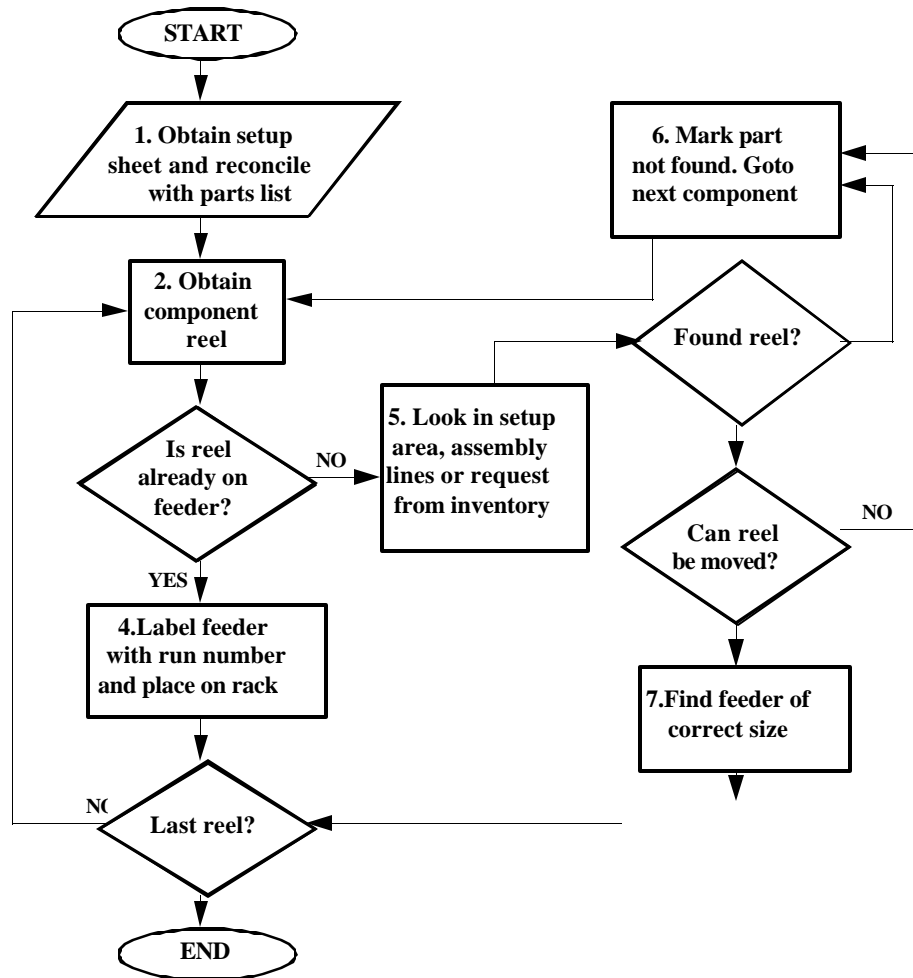 START
1. Obtain setup
sheet and reconcile
with parts list
2. Obtain
component
reel
Is reel
already on
feeder?
NO
YES
4.Label feeder
with run number
and place on rack
Last reel?
END
5. Look in setup
area, assembly
lines or request
from inventory
6. Mark part
not found. Goto
next component
Found reel?
Can reel
be moved?
NO
7.Find feeder of
correct size